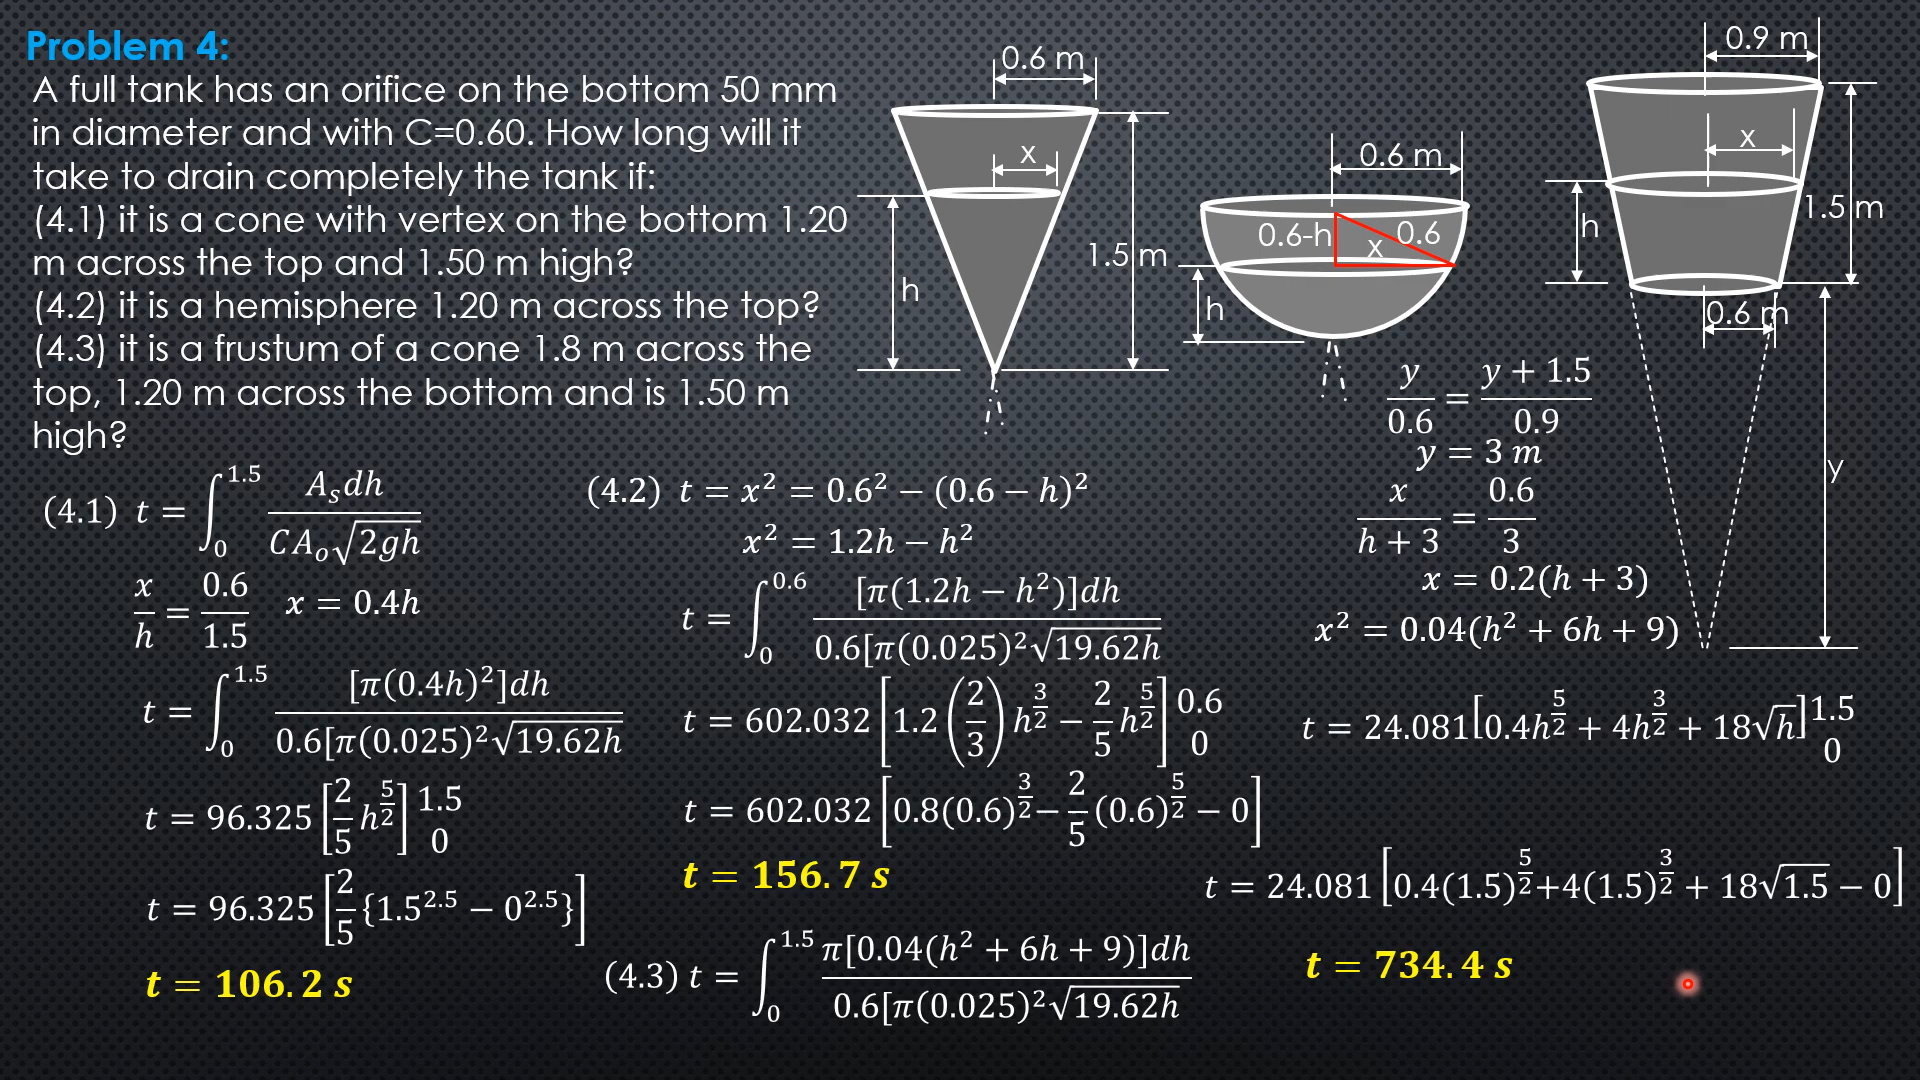 Problem 4:
A full tank has an orifice on the bottom 50 mm
in diameter and with C=0.60. How long will it
take to drain completely the tank if:
(4.1) it is a cone with vertex on the bottom 1.20
m across the top and 1.50 m high?
(4.2) it is a hemisphere 1.20 m across the top?
(4.3) it is a frustum of a cone 1.8 m across the
top, 1.20 m across the bottom and is 1.50 m
high?
0.6 m
x
h
1.5 m
0.6 m
0.6-h
x
0.6
h
0.9 m
x
1.5 m
h
0.6 m
y
(4.1) t = ∫₀^1.5 A_s dh / (C A_o √(2gh))
x/h = 0.6/1.5   x = 0.4h
t = ∫₀^1.5 [π(0.4h)²]dh / 0.6[π(0.025)²√(19.62h)
t = 96.325 [2/5 h^(5/2)] 1.5 0
t = 96.325 [2/5 {1.5^2.5 − 0^2.5}]
t = 106.2 s
(4.2) t = x² = 0.6² − (0.6 − h)²
x² = 1.2h − h²
t = ∫₀^0.6 [π(1.2h − h²)]dh / 0.6[π(0.025)²√(19.62h)
t = 602.032 [1.2 (2/3) h^(3/2) − 2/5 h^(5/2)] 0.6 0
t = 602.032 [0.8(0.6)^(3/2) − 2/5 (0.6)^(5/2) − 0]
t = 156.7 s
(4.3) t = ∫₀^1.5 π[0.04(h² + 6h + 9)]dh / 0.6[π(0.025)²√(19.62h)
y/0.6 = (y + 1.5)/0.9
y = 3 m
x/(h + 3) = 0.6/3
x = 0.2(h + 3)
x² = 0.04(h² + 6h + 9)
t = 24.081[0.4h^(5/2) + 4h^(3/2) + 18√h] 1.5 0
t = 24.081 [0.4(1.5)^(5/2)+4(1.5)^(3/2) + 18√1.5 − 0]
t = 734.4 s